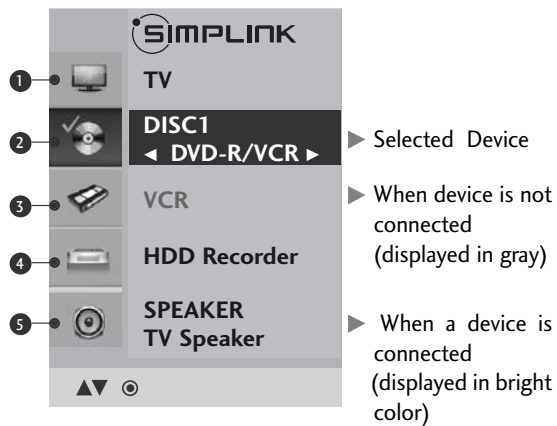 SIMPLINK
1 TV
2 DISC1
◄ DVD-R/VCR ►
▶ Selected Device
3 VCR
▶ When device is not
connected
(displayed in gray)
4 HDD Recorder
5 SPEAKER
TV Speaker
▶ When a device is
connected
(displayed in bright
color)
▲▼ ◉